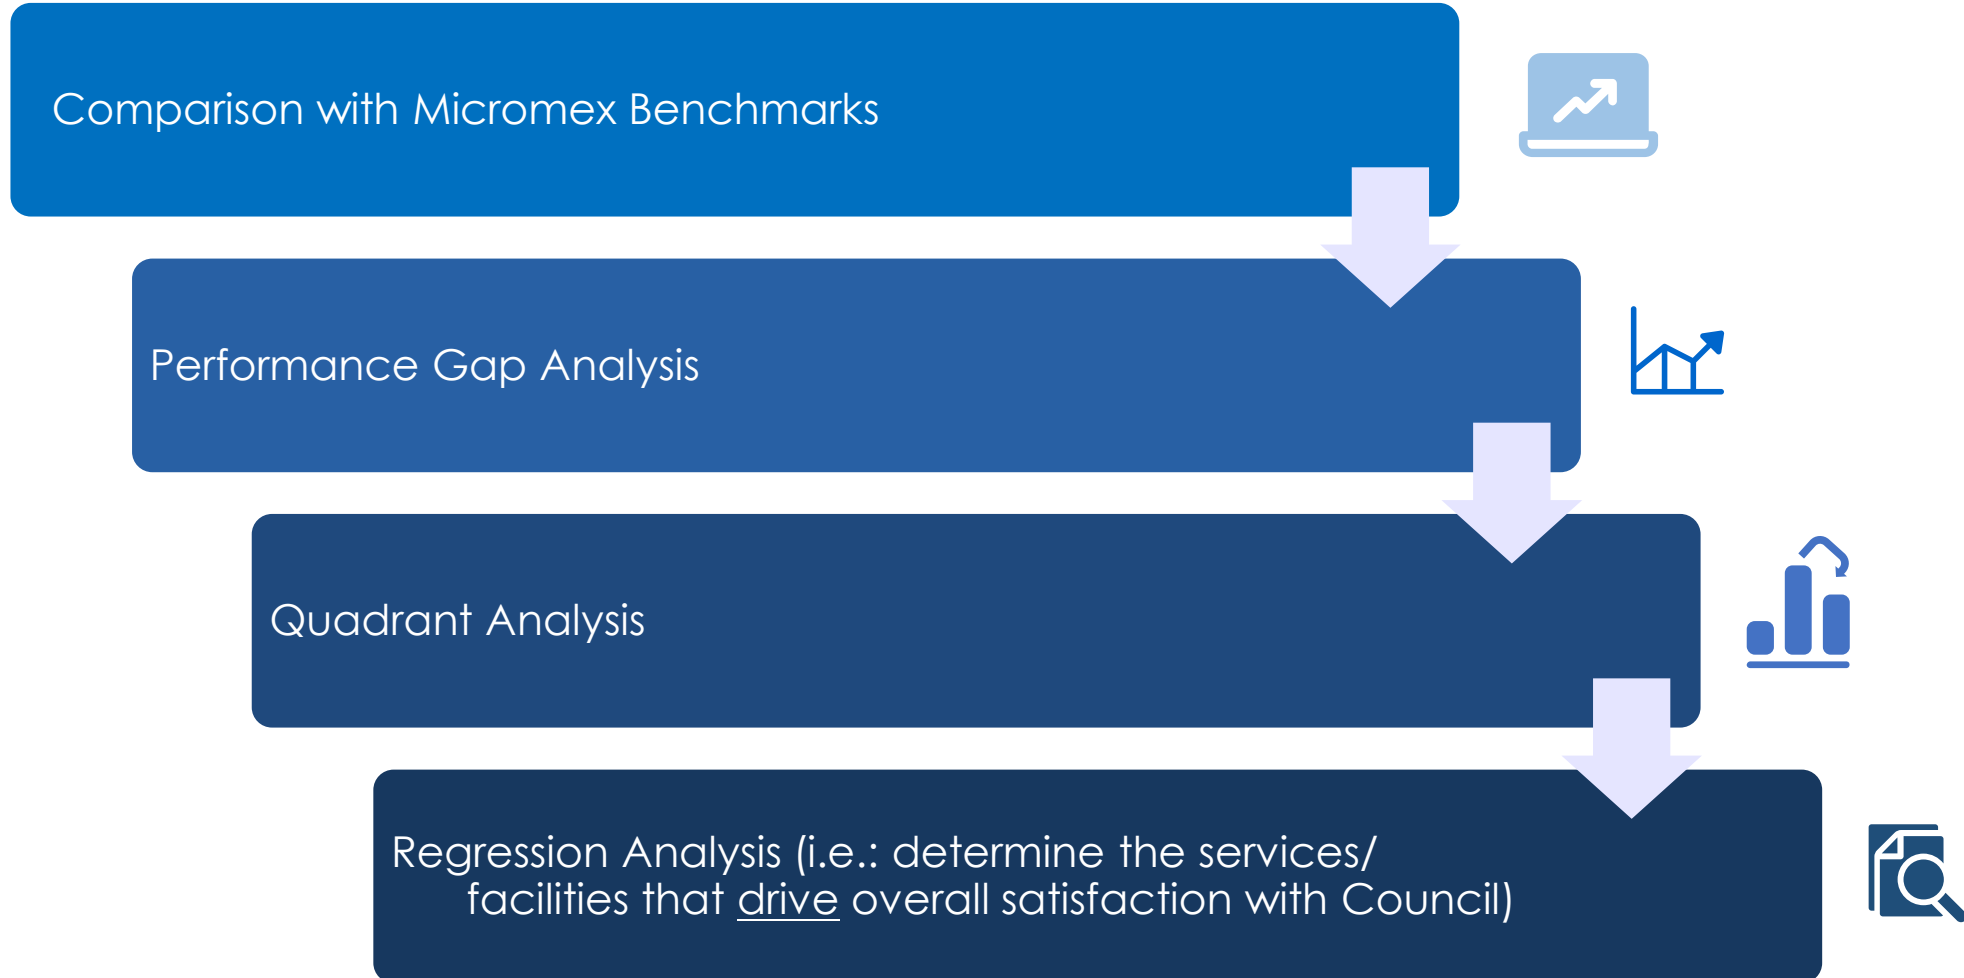 Comparison with Micromex Benchmarks
Performance Gap Analysis
Quadrant Analysis
Regression Analysis (i.e.: determine the services/
facilities that drive overall satisfaction with Council)